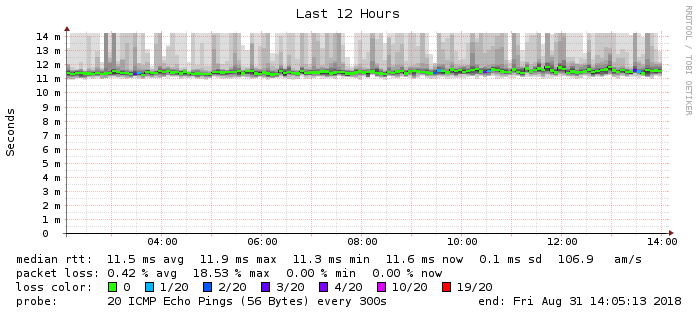 Last 12 Hours
RRDTOOL / TOBI OETIKER
Seconds
14 m
13 m
12 m
11 m
10 m
9 m
8 m
7 m
6 m
5 m
4 m
3 m
2 m
1 m
0
04:00 06:00 08:00 10:00 12:00 14:00
median rtt: 11.5 ms avg 11.9 ms max 11.3 ms min 11.6 ms now 0.1 ms sd 106.9 am/s
packet loss: 0.42 % avg 18.53 % max 0.00 % min 0.00 % now
loss color: 0 1/20 2/20 3/20 4/20 10/20 19/20
probe: 20 ICMP Echo Pings (56 Bytes) every 300s end: Fri Aug 31 14:05:13 2018